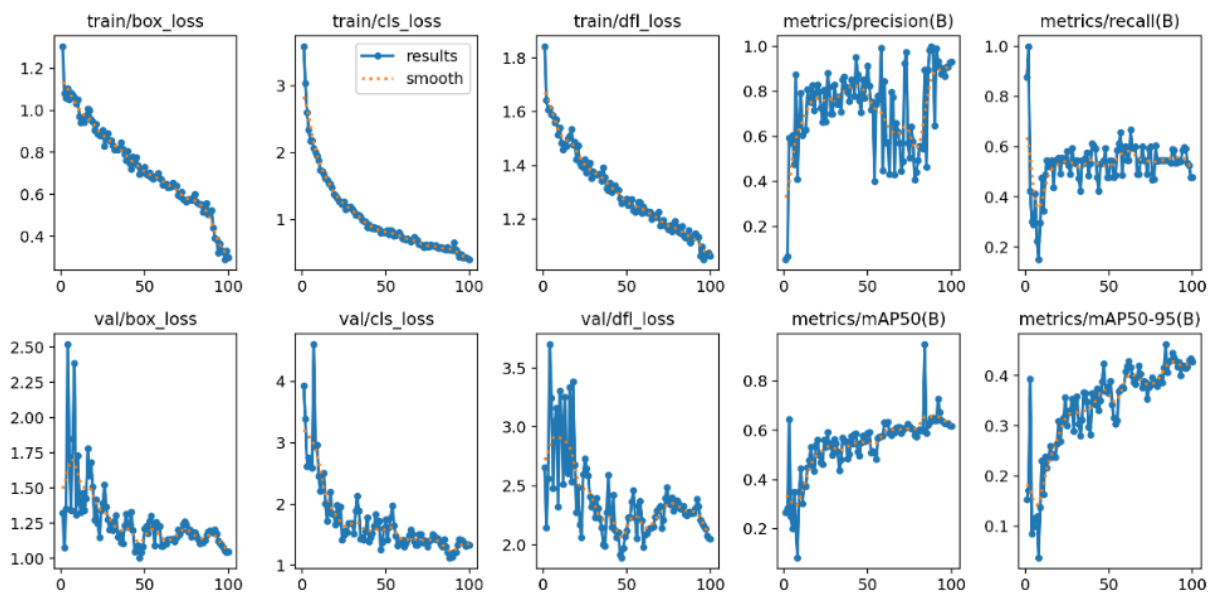 train/box_loss
train/cls_loss
train/dfl_loss
metrics/precision(B)
metrics/recall(B)
1.2
1.0
0.8
0.6
0.4
0 50 100
3
2
1
results
smooth
0 50 100
1.8
1.6
1.4
1.2
0 50 100
1.0
0.8
0.6
0.4
0.2
0 50 100
1.0
0.8
0.6
0.4
0.2
0 50 100
val/box_loss
val/cls_loss
val/dfl_loss
metrics/mAP50(B)
metrics/mAP50-95(B)
2.50
2.25
2.00
1.75
1.50
1.25
1.00
0 50 100
4
3
2
1
0 50 100
3.5
3.0
2.5
2.0
0 50 100
0.8
0.6
0.4
0.2
0 50 100
0.4
0.3
0.2
0.1
0 50 100